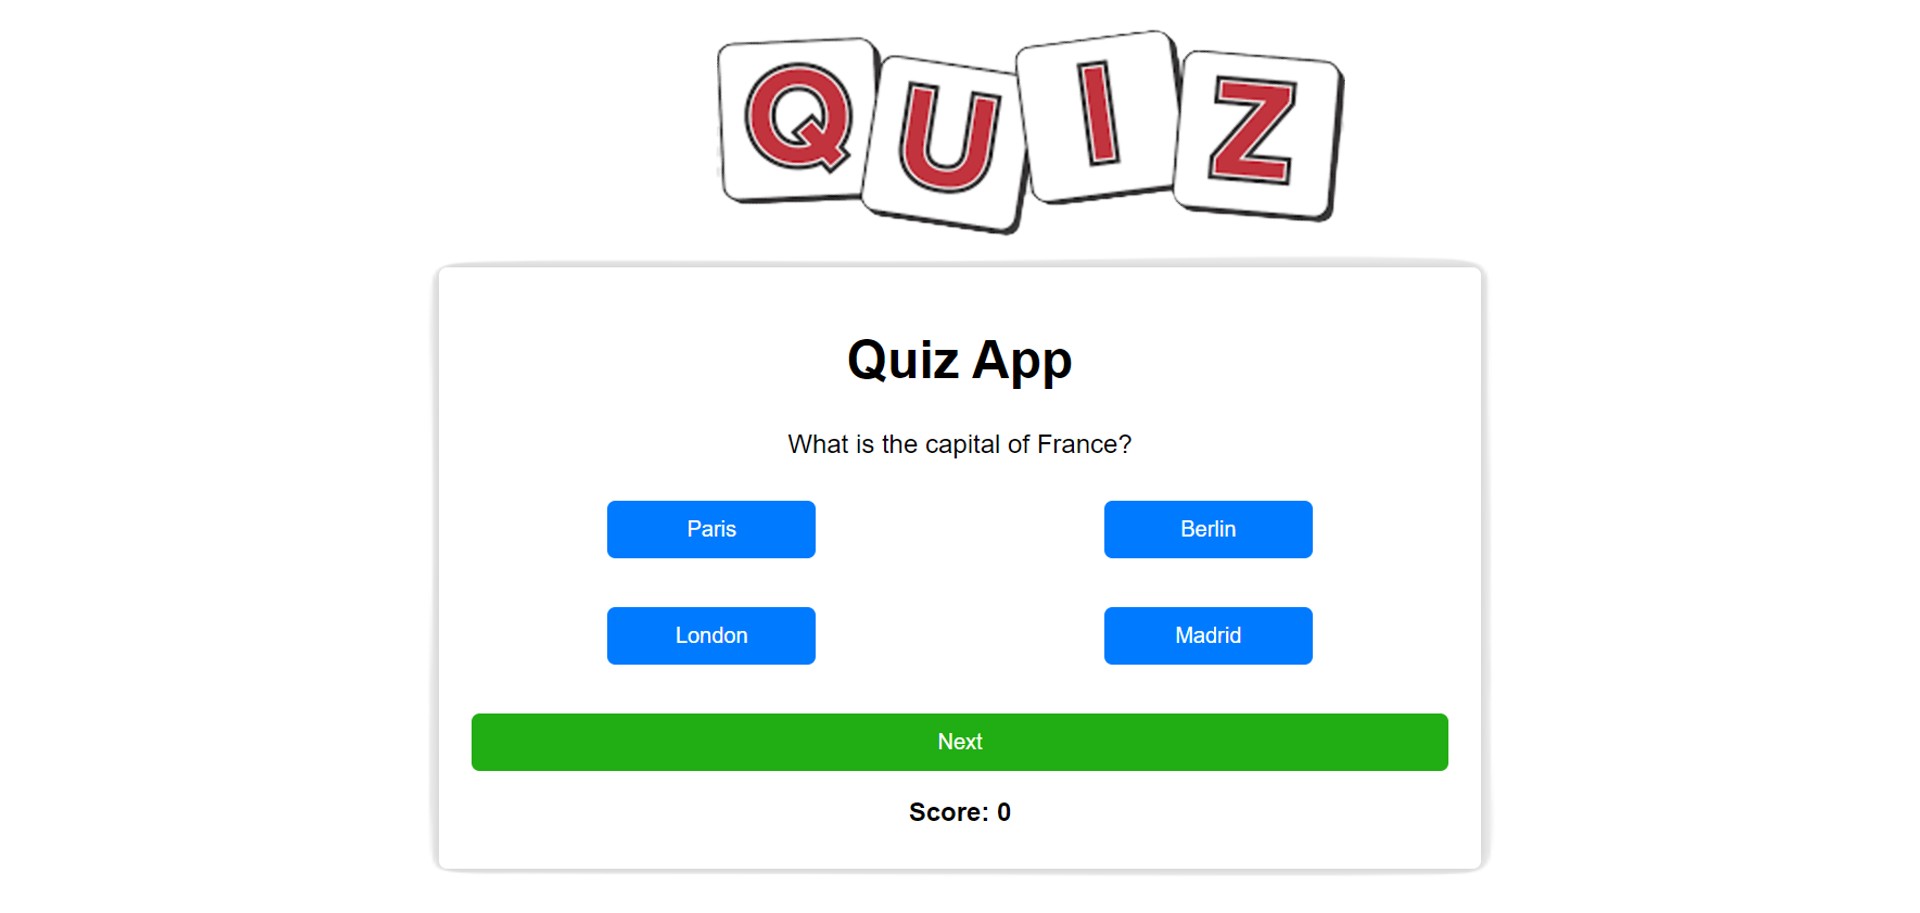 QUIZ
Quiz App
What is the capital of France?
Paris
Berlin
London
Madrid
Next
Score: 0